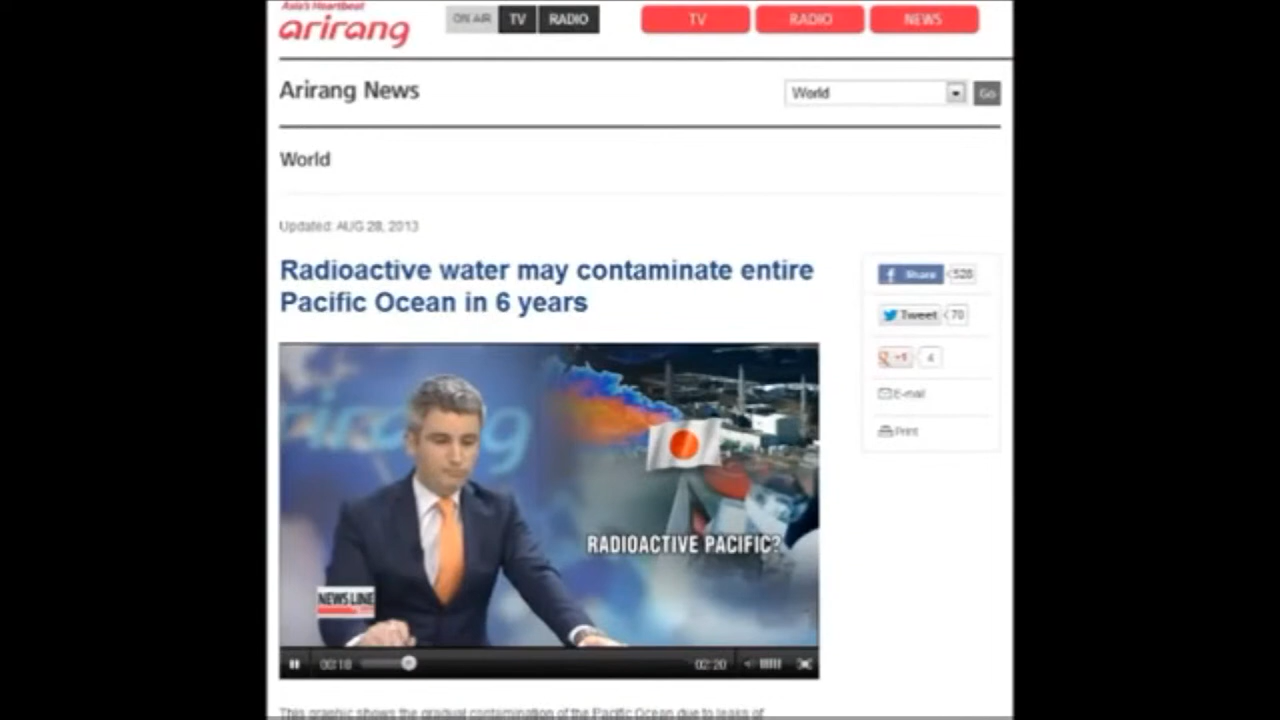 Asia's Heartbeat
arirang
ON AIR TV RADIO
TV RADIO NEWS
Arirang News
World Go
World
Updated: AUG 28, 2013
Radioactive water may contaminate entire
Pacific Ocean in 6 years
Share 528
Tweet 70
+1 4
E-mail
Print
arirang
RADIOACTIVE PACIFIC?
NEWS LINE
00:18 02:20
This graphic shows the gradual contamination of the Pacific Ocean due to leaks of